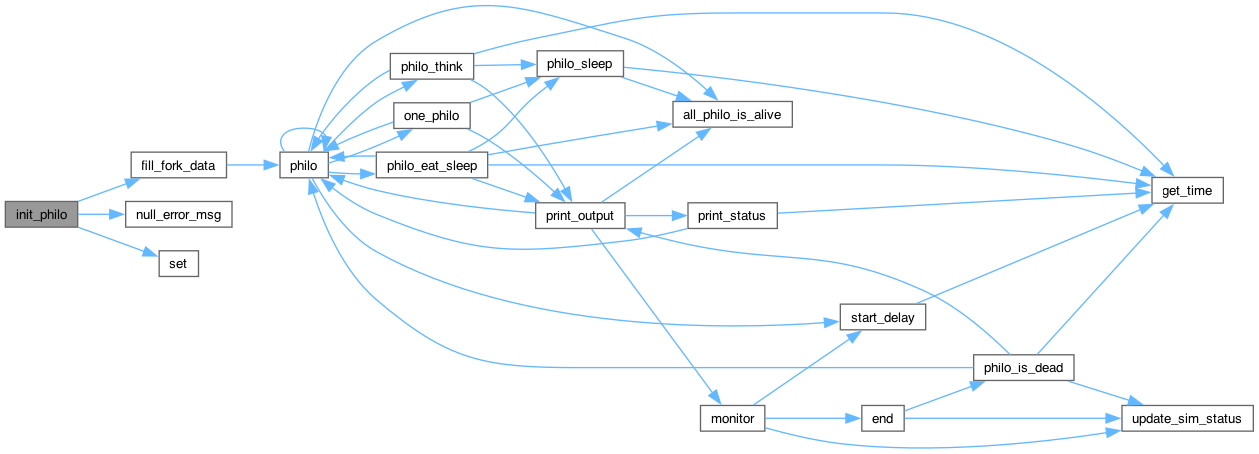 init_philo
fill_fork_data
null_error_msg
set
philo
philo_think
one_philo
philo_eat_sleep
philo_sleep
all_philo_is_alive
print_output
print_status
get_time
start_delay
philo_is_dead
monitor
end
update_sim_status